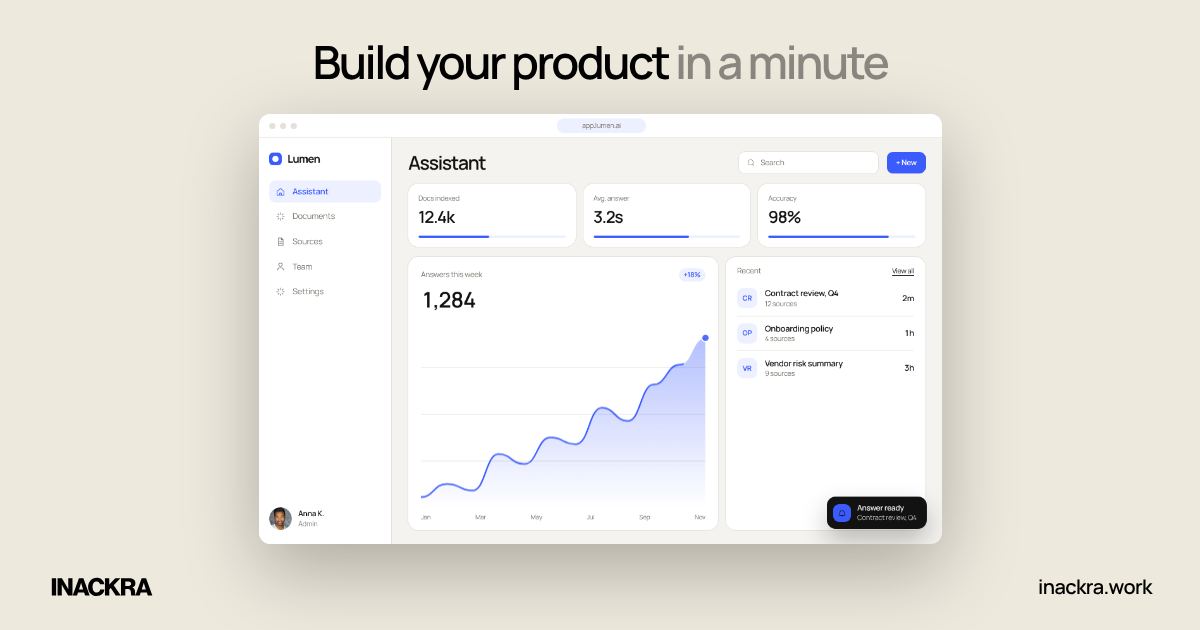 Build your product in a minute
app.lumen.ai
Lumen
Assistant
Documents
Sources
Team
Settings
Anna K.
Admin
Assistant
Search
+ New
Docs indexed
12.4k
Avg. answer
3.2s
Accuracy
98%
Answers this week
+18%
1,284
Jan Mar May Jul Sep Nov
Recent
View all
CR Contract review, Q4 2m
12 sources
OP Onboarding policy 1h
4 sources
VR Vendor risk summary 3h
9 sources
Answer ready
Contract review, Q4
INACKRA
inackra.work